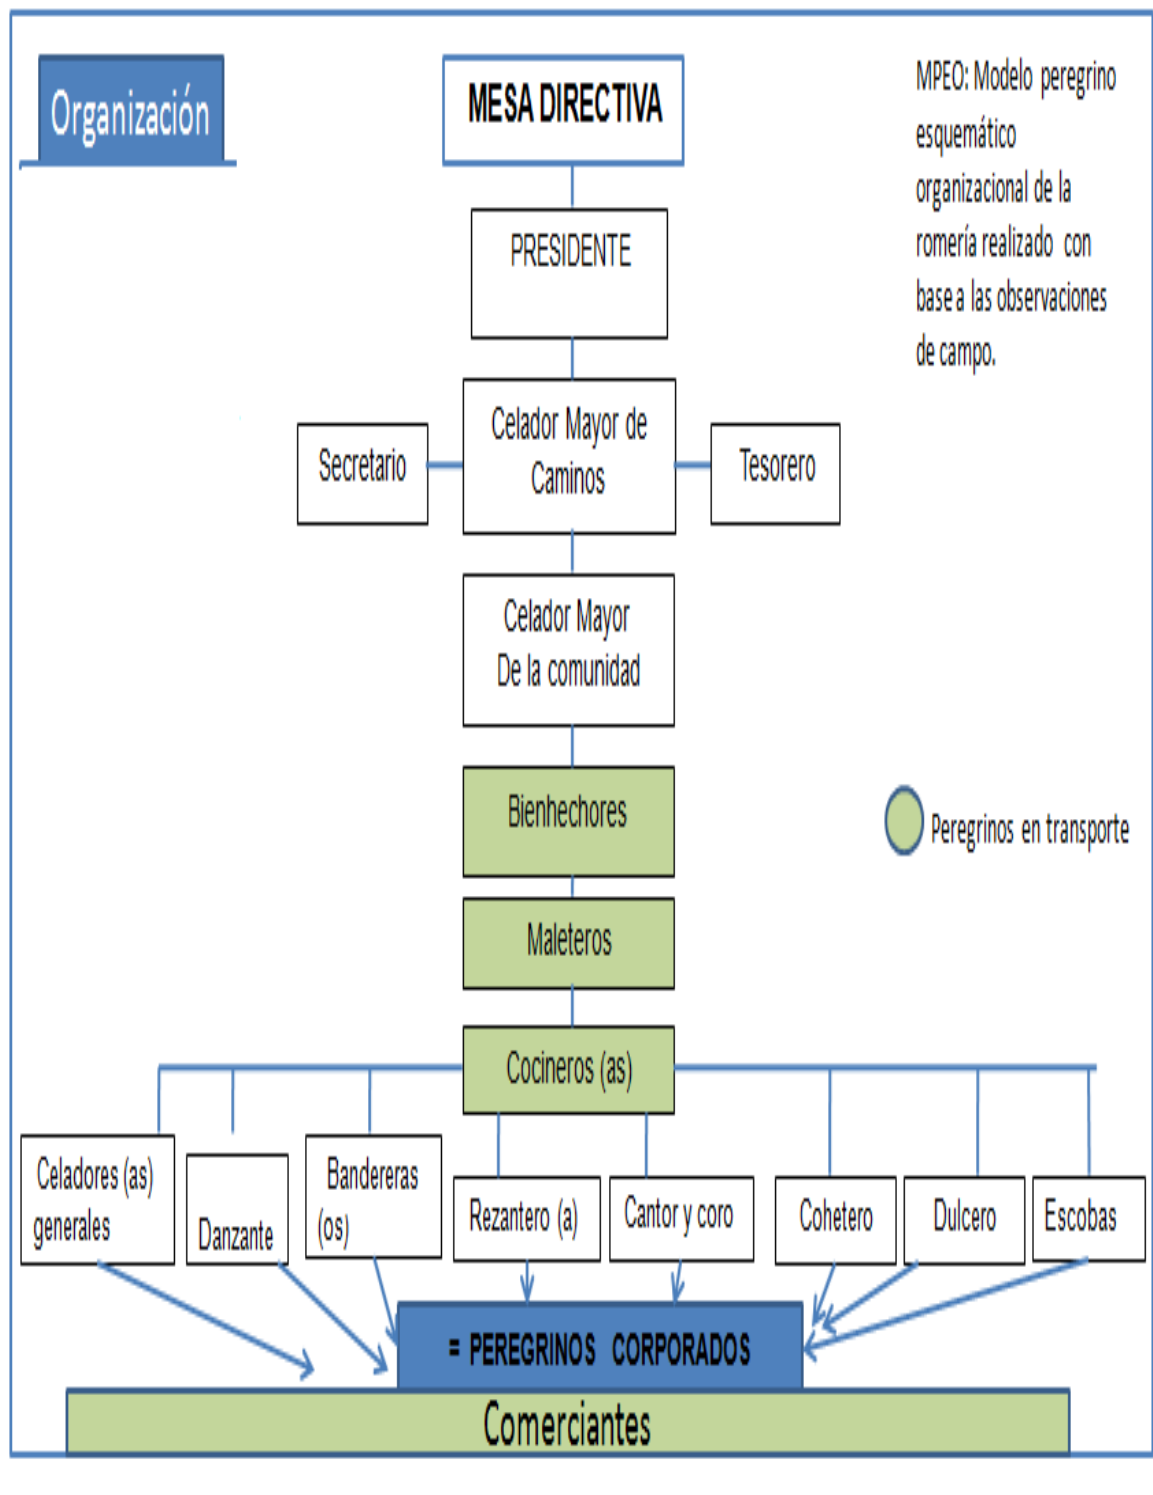 Organización
MESA DIRECTIVA
MPEO: Modelo peregrino
esquemático
organizacional de la
romería realizado con
base a las observaciones
de campo.
PRESIDENTE
Celador Mayor de
Caminos
Secretario
Tesorero
Celador Mayor
De la comunidad
Bienhechores
Peregrinos en transporte
Maleteros
Cocineros (as)
Celadores (as)
generales
Danzante
Bandereras
(os)
Rezantero (a)
Cantor y coro
Cohetero
Dulcero
Escobas
= PEREGRINOS CORPORADOS
Comerciantes